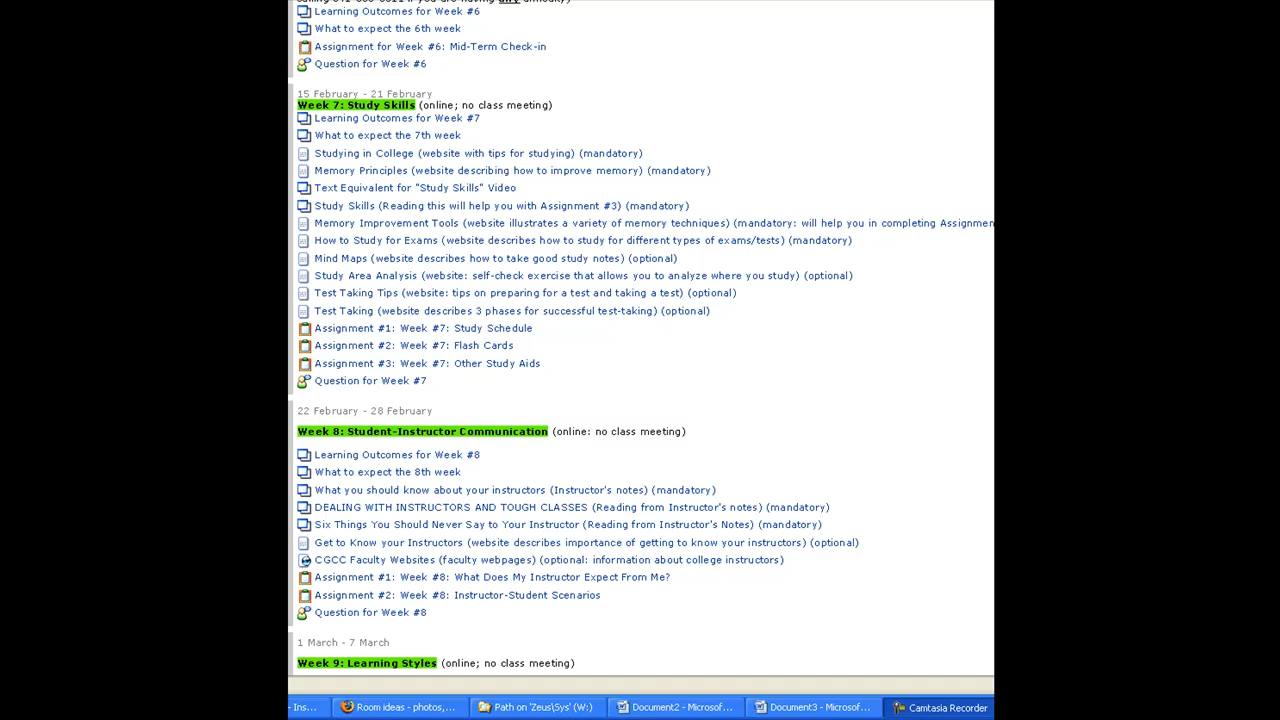 Learning Outcomes for Week #6
What to expect the 6th week
Assignment for Week #6: Mid-Term Check-in
Question for Week #6
15 February - 21 February
Week 7: Study Skills (online; no class meeting)
Learning Outcomes for Week #7
What to expect the 7th week
Studying in College (website with tips for studying) (mandatory)
Memory Principles (website describing how to improve memory) (mandatory)
Text Equivalent for "Study Skills" Video
Study Skills (Reading this will help you with Assignment #3) (mandatory)
Memory Improvement Tools (website illustrates a variety of memory techniques) (mandatory: will help you in completing Assignmen
How to Study for Exams (website describes how to study for different types of exams/tests) (mandatory)
Mind Maps (website describes how to take good study notes) (optional)
Study Area Analysis (website: self-check exercise that allows you to analyze where you study) (optional)
Test Taking Tips (website: tips on preparing for a test and taking a test) (optional)
Test Taking (website describes 3 phases for successful test-taking) (optional)
Assignment #1: Week #7: Study Schedule
Assignment #2: Week #7: Flash Cards
Assignment #3: Week #7: Other Study Aids
Question for Week #7
22 February - 28 February
Week 8: Student-Instructor Communication (online: no class meeting)
Learning Outcomes for Week #8
What to expect the 8th week
What you should know about your instructors (Instructor's notes) (mandatory)
DEALING WITH INSTRUCTORS AND TOUGH CLASSES (Reading from Instructor's notes) (mandatory)
Six Things You Should Never Say to Your Instructor (Reading from Instructor's Notes) (mandatory)
Get to Know your Instructors (website describes importance of getting to know your instructors) (optional)
CGCC Faculty Websites (faculty webpages) (optional: information about college instructors)
Assignment #1: Week #8: What Does My Instructor Expect From Me?
Assignment #2: Week #8: Instructor-Student Scenarios
Question for Week #8
1 March - 7 March
Week 9: Learning Styles (online; no class meeting)
- Ins... Room ideas - photos,... Path on 'Zeus\Sys' (W:) Document2 - Microsof... Document3 - Microsoft... Camtasia Recorder